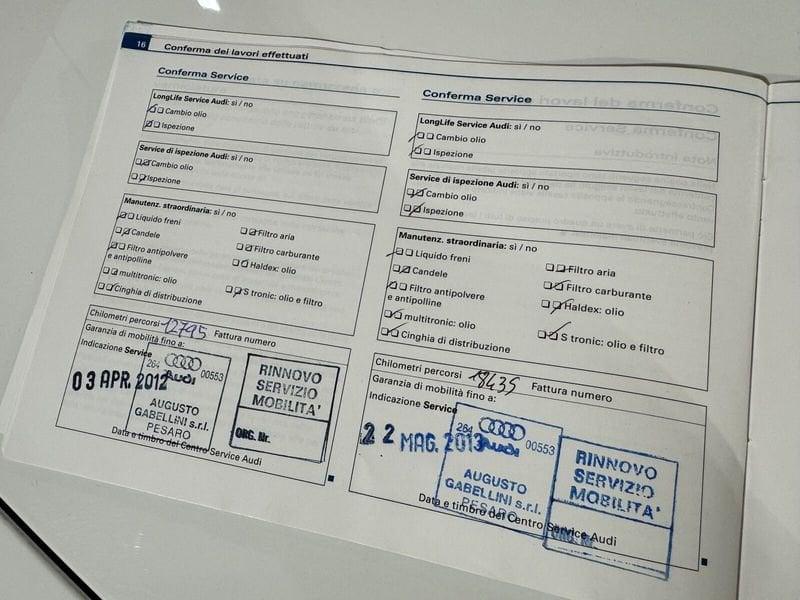 16 Conferma dei lavori effettuati
Conferma Service
LongLife Service Audi: sì / no
Cambio olio
Ispezione
Service di ispezione Audi: sì / no
Cambio olio
Ispezione
Manutenz. straordinaria: sì / no
Liquido freni
Filtro aria
Candele
Filtro carburante
Filtro antipolvere
e antipolline
Haldex: olio
multitronic: olio
Cinghia di distribuzione
S tronic: olio e filtro
Chilometri percorsi 12795 Fattura numero
Garanzia di mobilità fino a:
Indicazione Service
03 APR. 2012
264 Audi 00553
AUGUSTO
GABELLINI s.r.l.
PESARO
RINNOVO
SERVIZIO
MOBILITA'
ORG. Nr.
Data e timbro del Centro Service Audi
Conferma Service
LongLife Service Audi: sì / no
Cambio olio
Ispezione
Service di ispezione Audi: sì / no
Cambio olio
Ispezione
Manutenz. straordinaria: sì / no
Liquido freni
Filtro aria
Candele
Filtro carburante
Filtro antipolvere
e antipolline
Haldex: olio
multitronic: olio
Cinghia di distribuzione
S tronic: olio e filtro
Chilometri percorsi 18435 Fattura numero
Garanzia di mobilità fino a:
Indicazione Service
22 MAG. 2013
264 Audi 00553
AUGUSTO
GABELLINI s.r.l.
PESARO
RINNOVO
SERVIZIO
MOBILITA'
ORG. Nr.
Data e timbro del Centro Service Audi